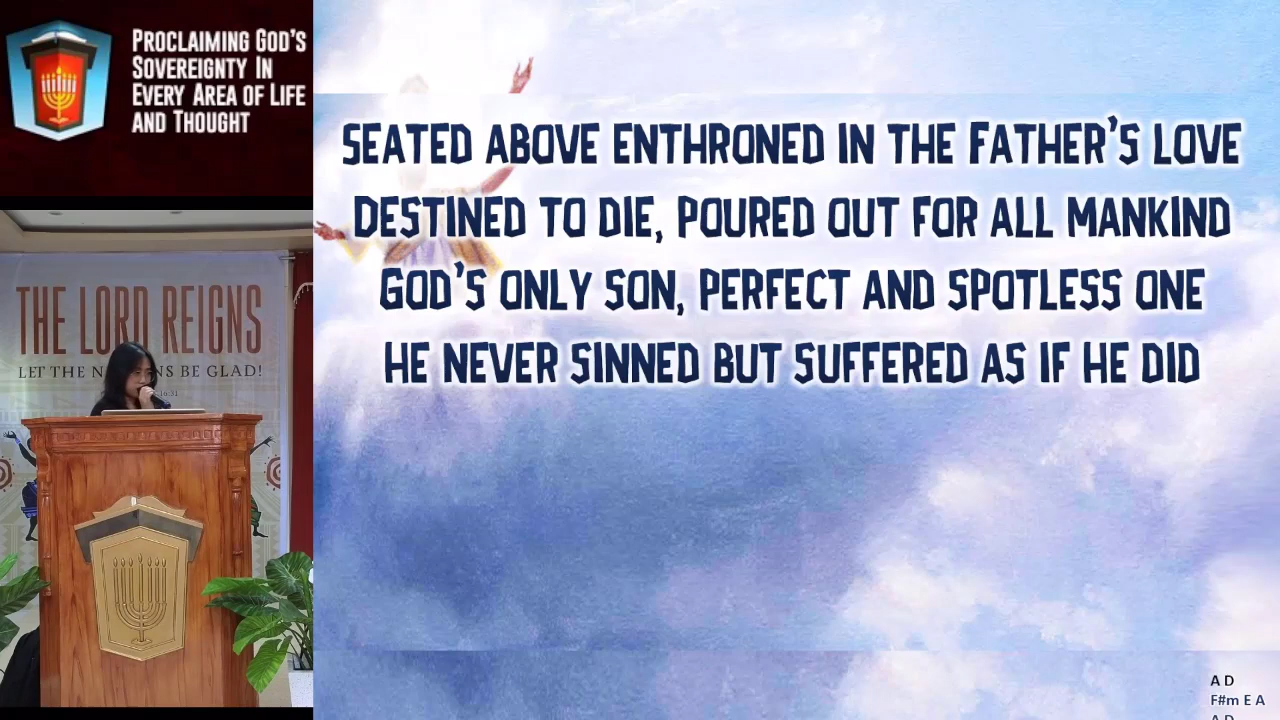 PROCLAIMING GOD'S
SOVEREIGNTY IN
EVERY AREA OF LIFE
AND THOUGHT
THE LORD REIGNS
LET THE N NS BE GLAD!
16:31
SEATED ABOVE ENTHRONED IN THE FATHER'S LOVE
DESTINED TO DIE, POURED OUT FOR ALL MANKIND
GOD'S ONLY SON, PERFECT AND SPOTLESS ONE
HE NEVER SINNED BUT SUFFERED AS IF HE DID
A D
F#m E A
A D